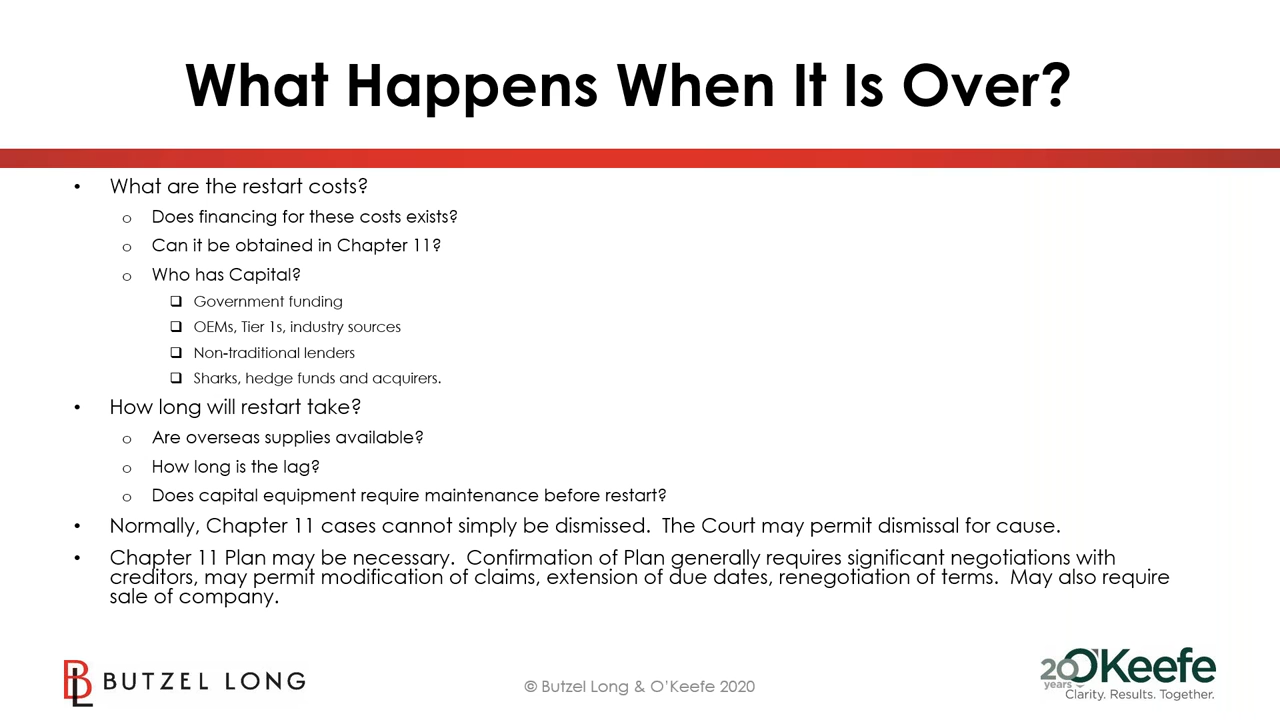 What Happens When It Is Over?
• What are the restart costs?
o Does financing for these costs exists?
o Can it be obtained in Chapter 11?
o Who has Capital?
❑ Government funding
❑ OEMs, Tier 1s, industry sources
❑ Non-traditional lenders
❑ Sharks, hedge funds and acquirers.
• How long will restart take?
o Are overseas supplies available?
o How long is the lag?
o Does capital equipment require maintenance before restart?
• Normally, Chapter 11 cases cannot simply be dismissed.  The Court may permit dismissal for cause.
• Chapter 11 Plan may be necessary.  Confirmation of Plan generally requires significant negotiations with
creditors, may permit modification of claims, extension of due dates, renegotiation of terms.  May also require
sale of company.
BL BUTZEL LONG
© Butzel Long & O'Keefe 2020
20 years O'Keefe
Clarity. Results. Together.